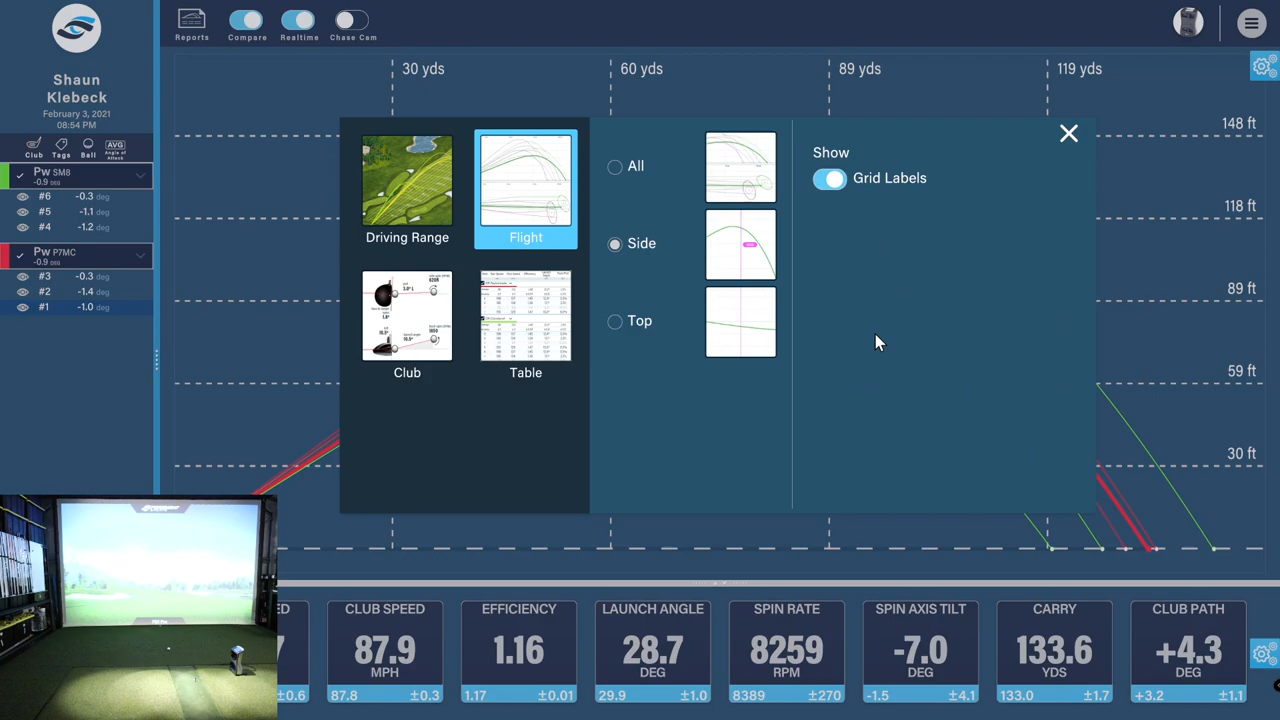 Reports
Compare
Realtime
Chase Cam
Shaun
Klebeck
February 3, 2021
08:54 PM
Club
Tags
Ball
AVG
Angle of
Attack
Pw SM8
-0.9 DEG
#6 -0.3 deg
#5 -1.1 deg
#4 -1.2 deg
Pw P7MC
-0.9 DEG
#3 -0.3 deg
#2 -1.4 deg
#1 -1.0 deg
30 yds
60 yds
89 yds
119 yds
148 ft
118 ft
89 ft
59 ft
30 ft
Driving Range
Flight
Club
Table
All
Side
Top
Show
Grid Labels
CLUB SPEED
87.9
MPH
87.8 ±0.3
EFFICIENCY
1.16
1.17 ±0.01
LAUNCH ANGLE
28.7
DEG
29.9 ±1.0
SPIN RATE
8259
RPM
8389 ±270
SPIN AXIS TILT
-7.0
DEG
-1.5 ±4.1
CARRY
133.6
YDS
133.0 ±1.7
CLUB PATH
+4.3
DEG
+3.2 ±1.1
±0.6